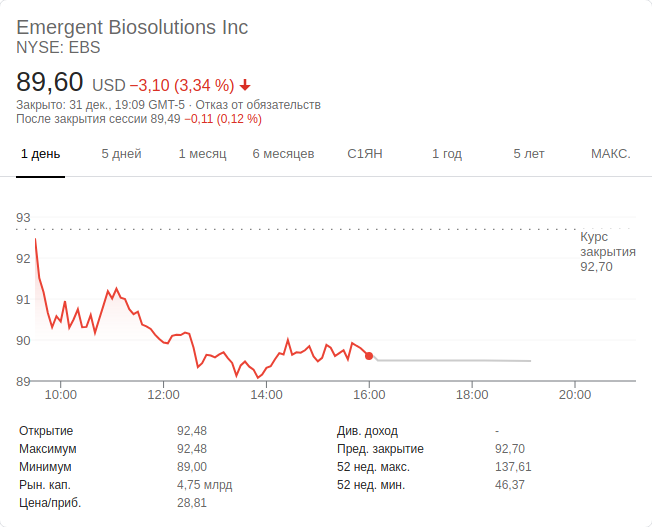 Emergent Biosolutions Inc
NYSE: EBS
89,60 USD −3,10 (3,34 %)
Закрыто: 31 дек., 19:09 GMT-5 · Отказ от обязательств
После закрытия сессии 89,49 −0,11 (0,12 %)
1 день 5 дней 1 месяц 6 месяцев С1ЯН 1 год 5 лет МАКС.
93
Курс
закрытия
92,70
92
91
90
89
10:00 12:00 14:00 16:00 18:00 20:00
Открытие 92,48 Див. доход -
Максимум 92,48 Пред. закрытие 92,70
Минимум 89,00 52 нед. макс. 137,61
Рын. кап. 4,75 млрд 52 нед. мин. 46,37
Цена/приб. 28,81